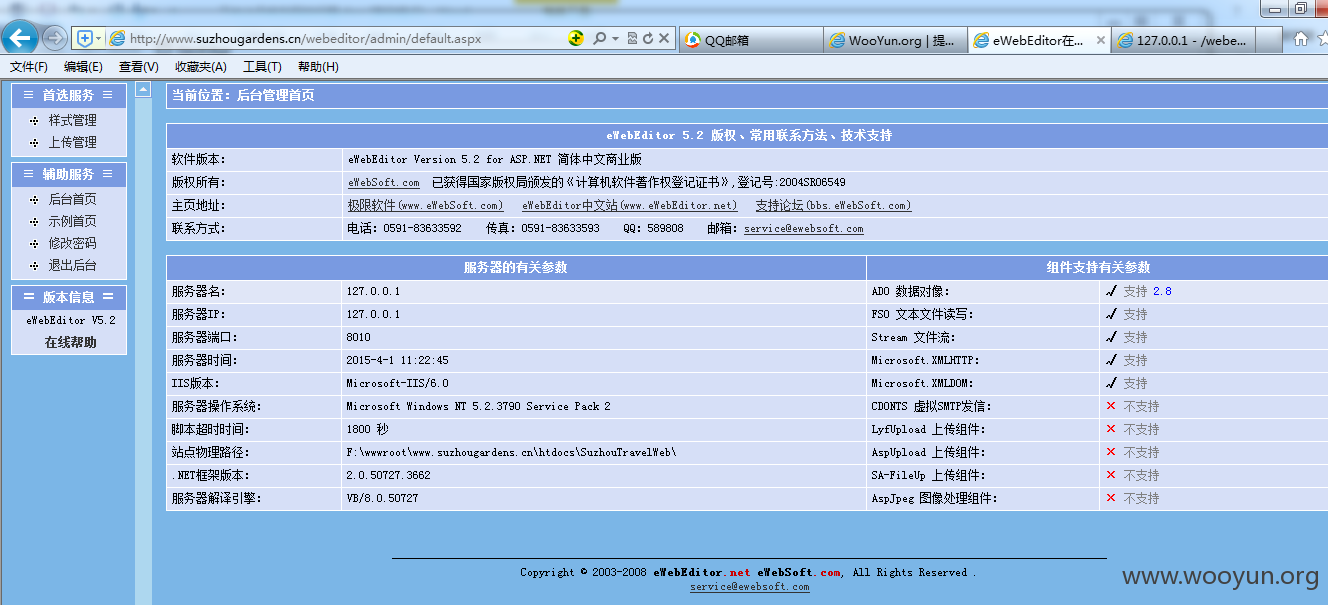 http://www.suzhougardens.cn/webeditor/admin/default.aspx
QQ邮箱
WooYun.org | 提...
eWebEditor在...
127.0.0.1 - /webe...
文件(F) 编辑(E) 查看(V) 收藏夹(A) 工具(T) 帮助(H)
首选服务
样式管理
上传管理
辅助服务
后台首页
示例首页
修改密码
退出后台
版本信息
eWebEditor V5.2
在线帮助
当前位置：后台管理首页
eWebEditor 5.2 版权、常用联系方法、技术支持
软件版本： eWebEditor Version 5.2 for ASP.NET 简体中文商业版
版权所有： eWebSoft.com 已获得国家版权局颁发的《计算机软件著作权登记证书》,登记号:2004SR06549
主页地址： 极限软件(www.eWebSoft.com) eWebEditor中文站(www.eWebEditor.net) 支持论坛(bbs.eWebSoft.com)
联系方式： 电话：0591-83633592 传真：0591-83633593 QQ：589808 邮箱：service@ewebsoft.com
服务器的有关参数
服务器名： 127.0.0.1
服务器IP： 127.0.0.1
服务器端口： 8010
服务器时间： 2015-4-1 11:22:45
IIS版本： Microsoft-IIS/6.0
服务器操作系统： Microsoft Windows NT 5.2.3790 Service Pack 2
脚本超时时间： 1800 秒
站点物理路径： F:\wwwroot\www.suzhougardens.cn\htdocs\SuzhouTravelWeb\
.NET框架版本： 2.0.50727.3662
服务器解译引擎： VB/8.0.50727
组件支持有关参数
ADO 数据对像： √ 支持 2.8
FSO 文本文件读写： √ 支持
Stream 文件流： √ 支持
Microsoft.XMLHTTP： √ 支持
Microsoft.XMLDOM： √ 支持
CDONTS 虚拟SMTP发信： × 不支持
LyfUpload 上传组件： × 不支持
AspUpload 上传组件： × 不支持
SA-FileUp 上传组件： × 不支持
AspJpeg 图像处理组件： × 不支持
Copyright © 2003-2008 eWebEditor.net eWebSoft.com, All Rights Reserved .
service@ewebsoft.com
www.wooyun.org